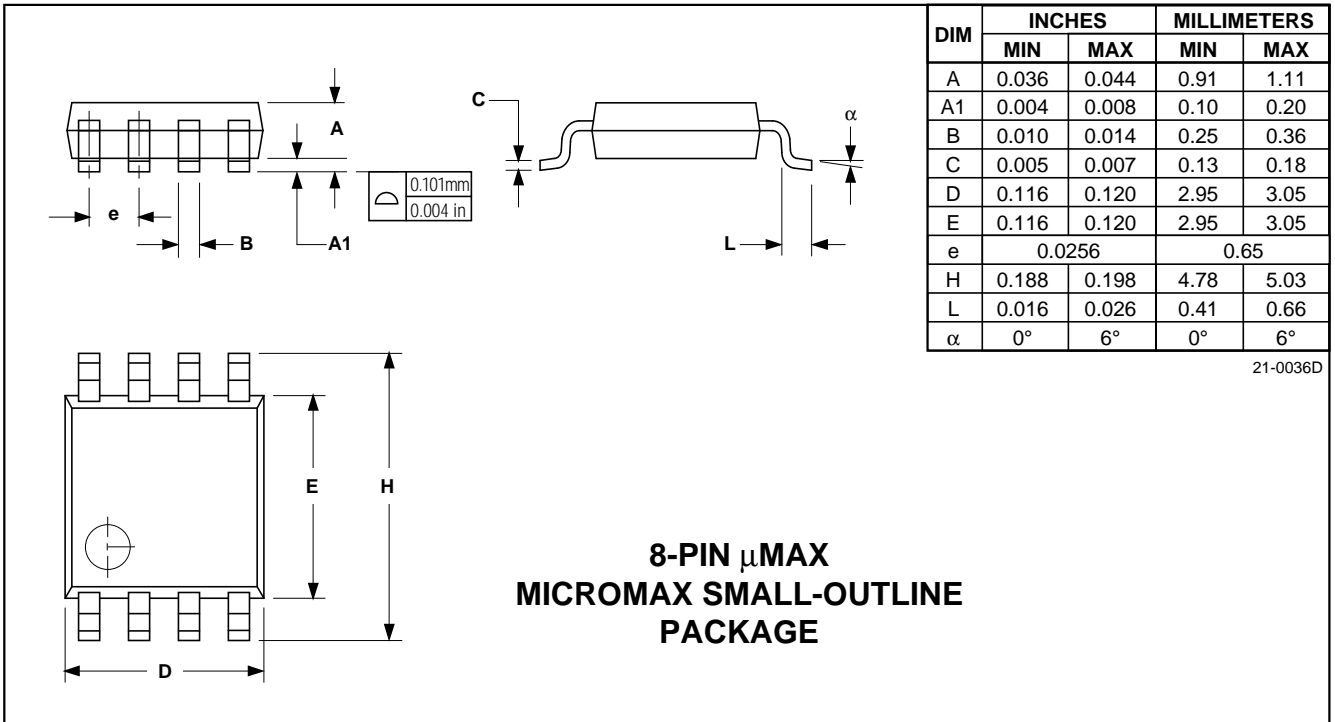 DIM INCHES MILLIMETERS
MIN MAX MIN MAX
A 0.036 0.044 0.91 1.11
A1 0.004 0.008 0.10 0.20
B 0.010 0.014 0.25 0.36
C 0.005 0.007 0.13 0.18
D 0.116 0.120 2.95 3.05
E 0.116 0.120 2.95 3.05
e 0.0256 0.65
H 0.188 0.198 4.78 5.03
L 0.016 0.026 0.41 0.66
α 0° 6° 0° 6°
21-0036D
A
C
α
0.101mm
0.004 in
e
B
A1
L
E
H
D
8-PIN μMAX
MICROMAX SMALL-OUTLINE
PACKAGE